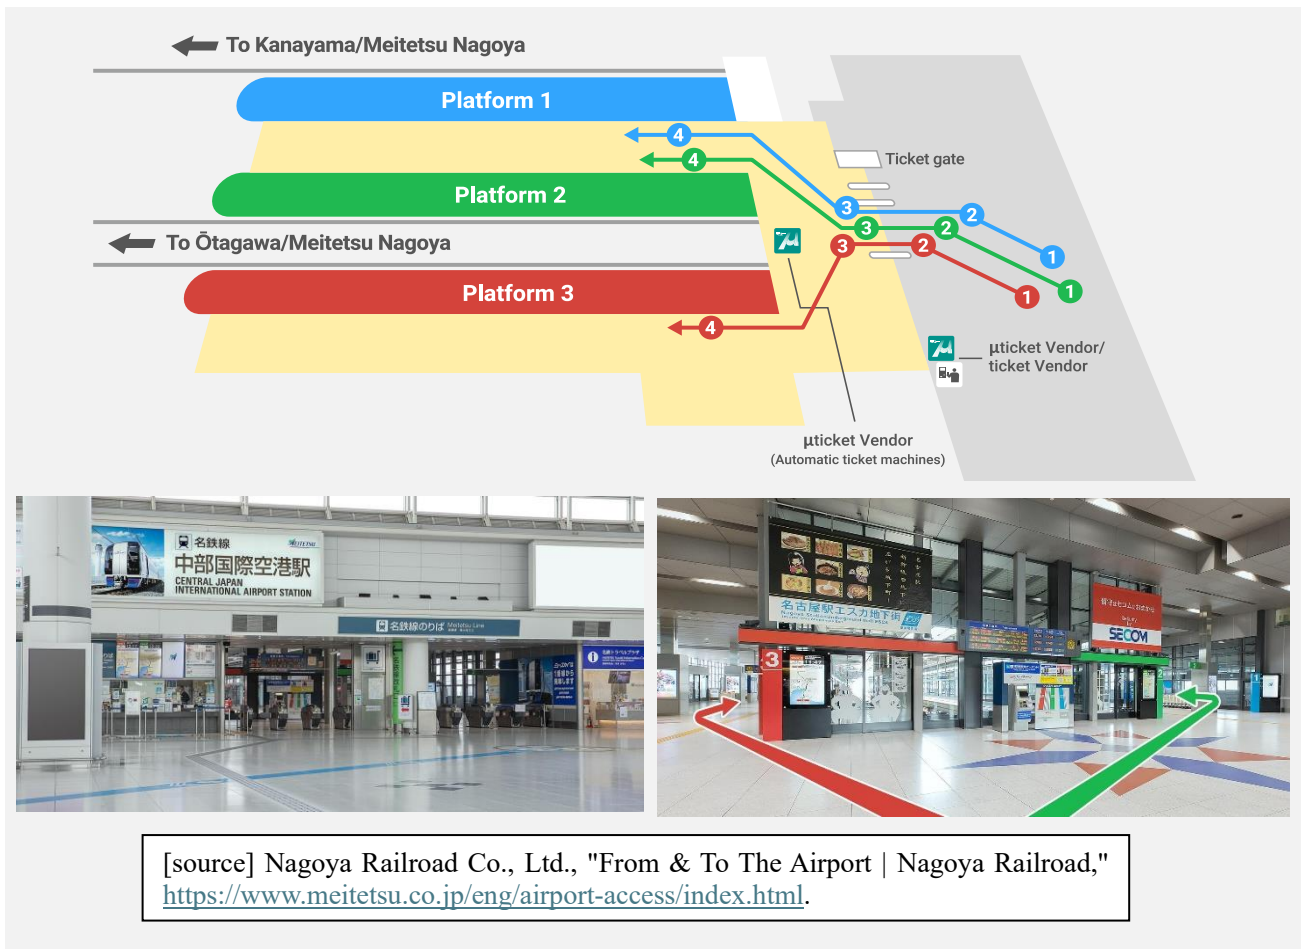 To Kanayama/Meitetsu Nagoya
Platform 1
4
4
Ticket gate
Platform 2
3
2
3
2
1
To Ōtagawa/Meitetsu Nagoya
3
2
1
Platform 3
1
4
µticket Vendor/
ticket Vendor
µticket Vendor
(Automatic ticket machines)
名鉄線
中部国際空港駅
CENTRAL JAPAN
INTERNATIONAL AIRPORT STATION
名鉄線のりば Meitetsu Line
名古屋駅エスカ地下街
SECOM
3
[source] Nagoya Railroad Co., Ltd., "From & To The Airport | Nagoya Railroad,"
https://www.meitetsu.co.jp/eng/airport-access/index.html.